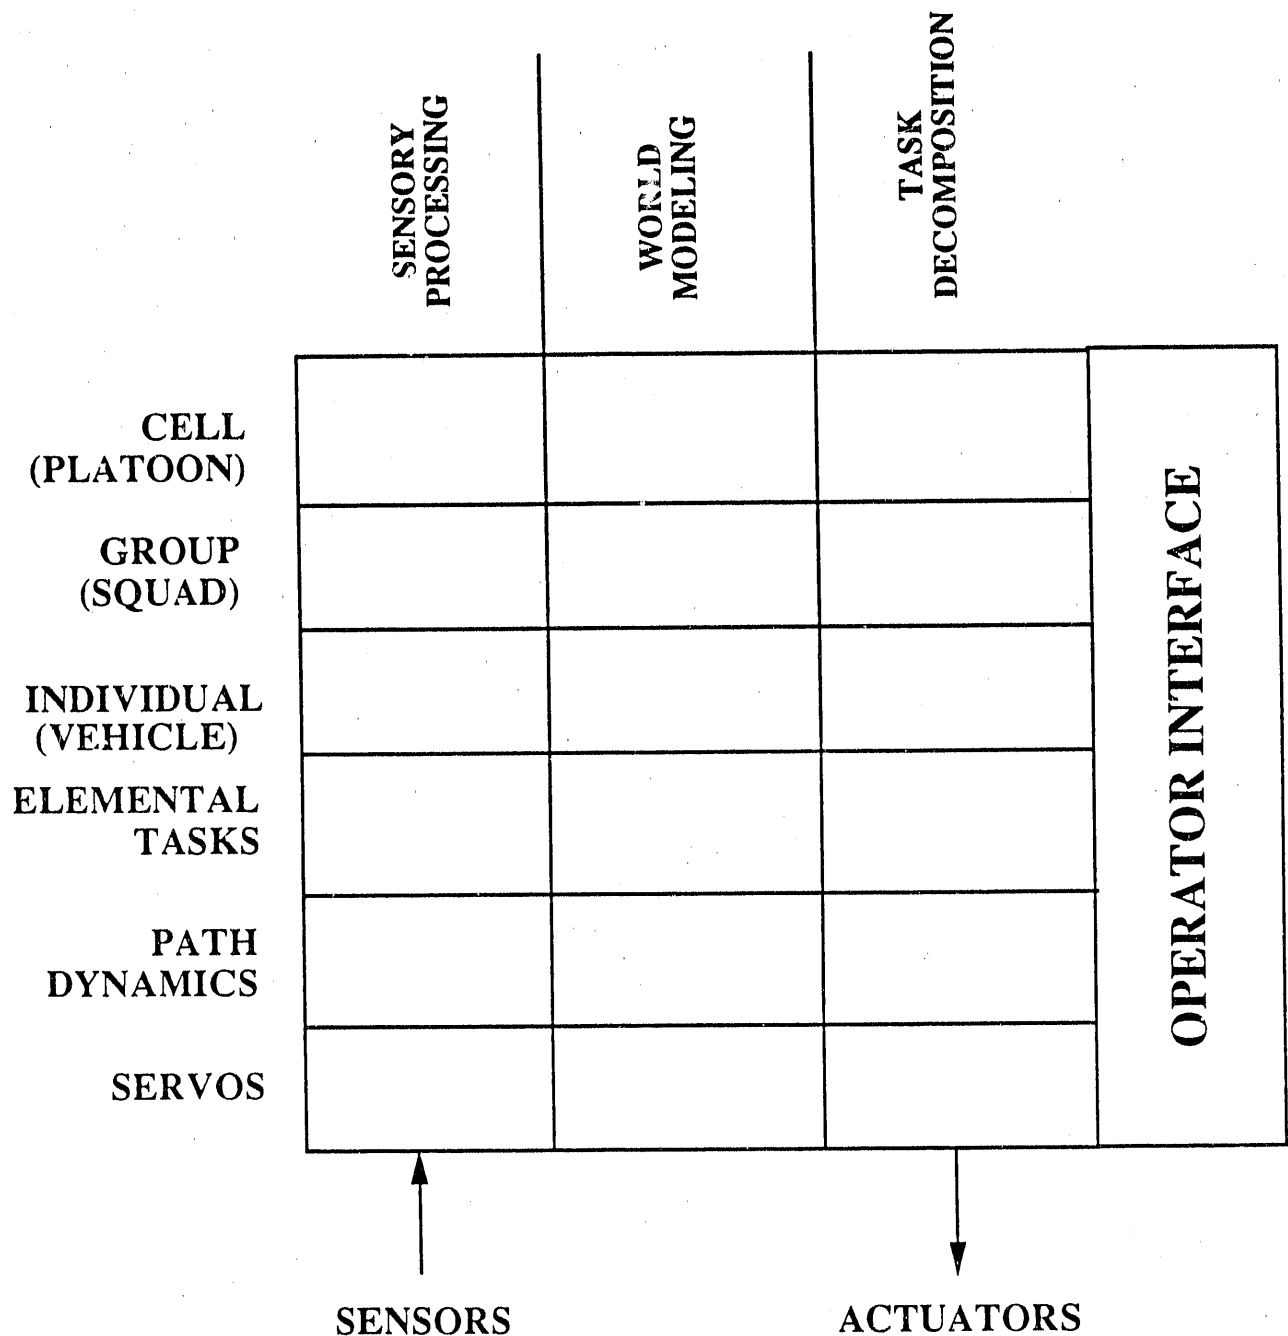 SENSORY
PROCESSING
WORLD
MODELING
TASK
DECOMPOSITION
CELL
(PLATOON)
GROUP
(SQUAD)
INDIVIDUAL
(VEHICLE)
ELEMENTAL
TASKS
PATH
DYNAMICS
SERVOS
OPERATOR INTERFACE
SENSORS
ACTUATORS